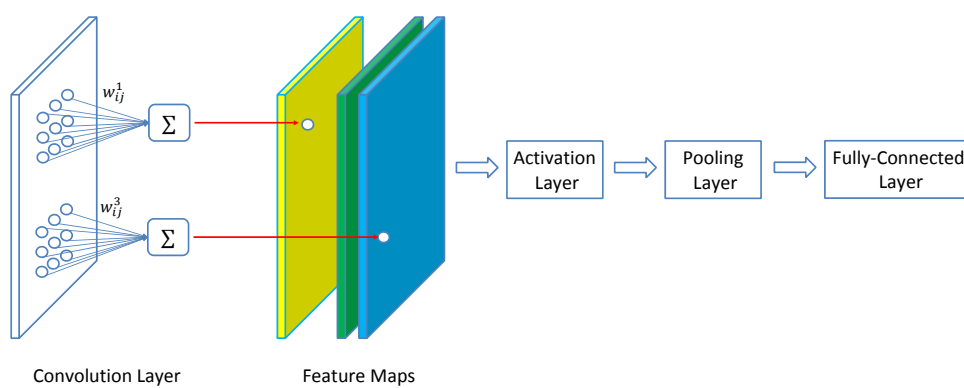 w_{ij}^{1}
Σ
w_{ij}^{3}
Σ
Activation
Layer
Pooling
Layer
Fully-Connected
Layer
Convolution Layer
Feature Maps